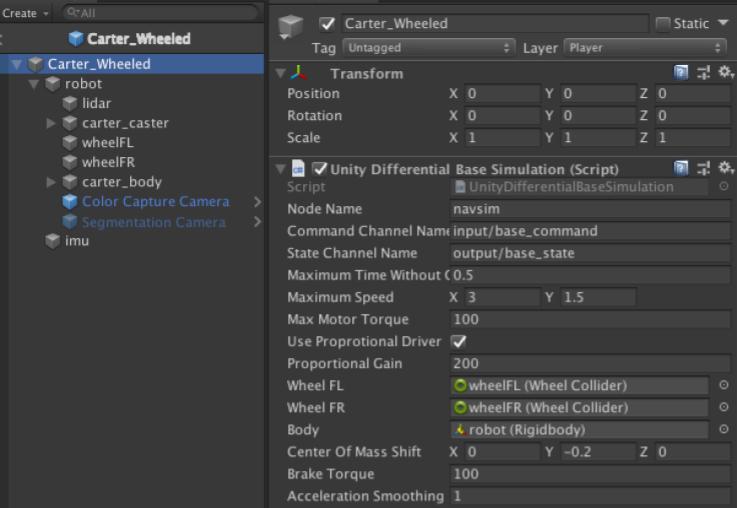 Create
All
Carter_Wheeled
Carter_Wheeled
robot
lidar
carter_caster
wheelFL
wheelFR
carter_body
Color Capture Camera
Segmentation Camera
imu
Carter_Wheeled
Static
Tag Untagged Layer Player
Transform
Position X 0 Y 0 Z 0
Rotation X 0 Y 0 Z 0
Scale X 1 Y 1 Z 1
Unity Differential Base Simulation (Script)
Script UnityDifferentialBaseSimulation
Node Name navsim
Command Channel Name input/base_command
State Channel Name output/base_state
Maximum Time Without C 0.5
Maximum Speed X 3 Y 1.5
Max Motor Torque 100
Use Proprotional Driver
Proportional Gain 200
Wheel FL wheelFL (Wheel Collider)
Wheel FR wheelFR (Wheel Collider)
Body robot (Rigidbody)
Center Of Mass Shift X 0 Y -0.2 Z 0
Brake Torque 100
Acceleration Smoothing 1